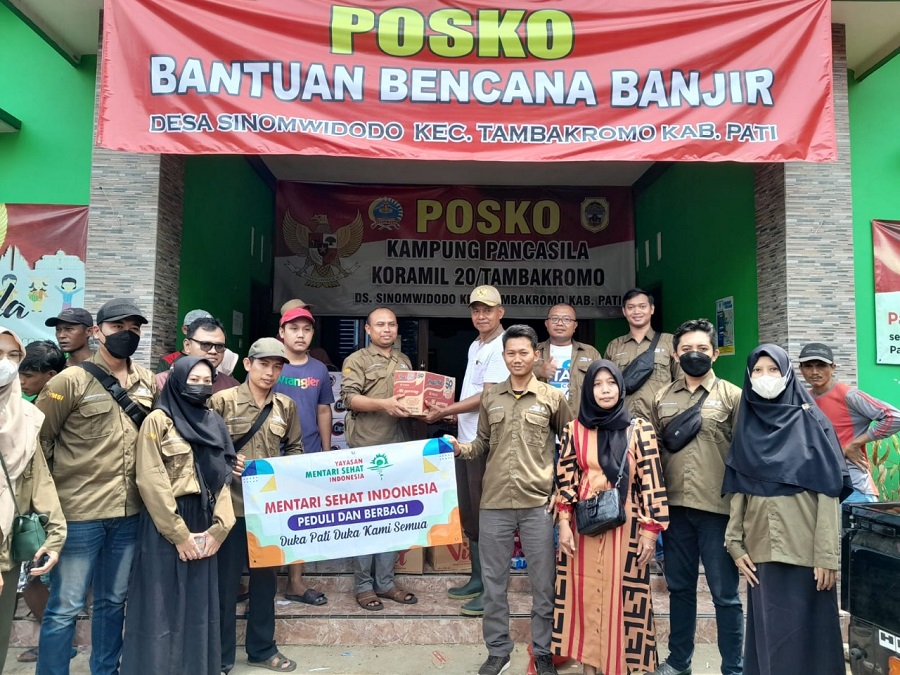 POSKO
BANTUAN BENCANA BANJIR
DESA SINOMWIDODO KEC. TAMBAKROMO KAB. PATI
POSKO
KAMPUNG PANCASILA
KORAMIL 20/TAMBAKROMO
DS. SINOMWIDODO TAMBAKROMO KAB. PATI
Wrangler
YAYASAN
MENTARI SEHAT
INDONESIA
MENTARI SEHAT INDONESIA
PEDULI DAN BERBAGI
Duka Pati Duka Kami Semua